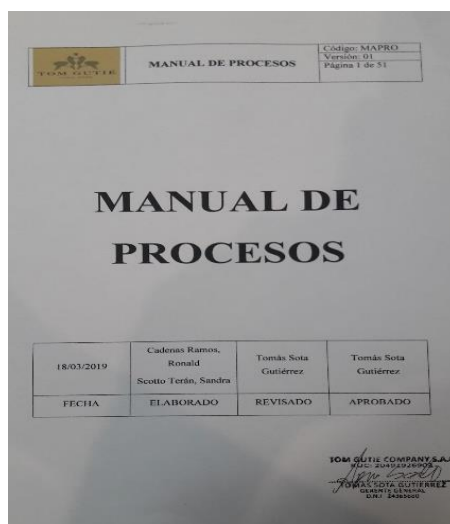 TOM GUTIE
MANUAL DE PROCESOS
Código: MAPRO
Versión: 01
Página 1 de 51
MANUAL DE
PROCESOS
18/03/2019
Cadenas Ramos,
Ronald
Scotto Terán, Sandra
Tomás Sota
Gutiérrez
Tomás Sota
Gutiérrez
FECHA
ELABORADO
REVISADO
APROBADO
TOM GUTIE COMPANY S.A.
TOMAS SOTA GUTIERREZ
GERENTE GENERAL